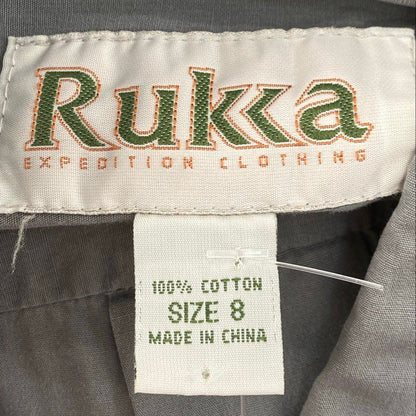 Rukka
EXPEDITION CLOTHING
100% COTTON
SIZE 8
MADE IN CHINA